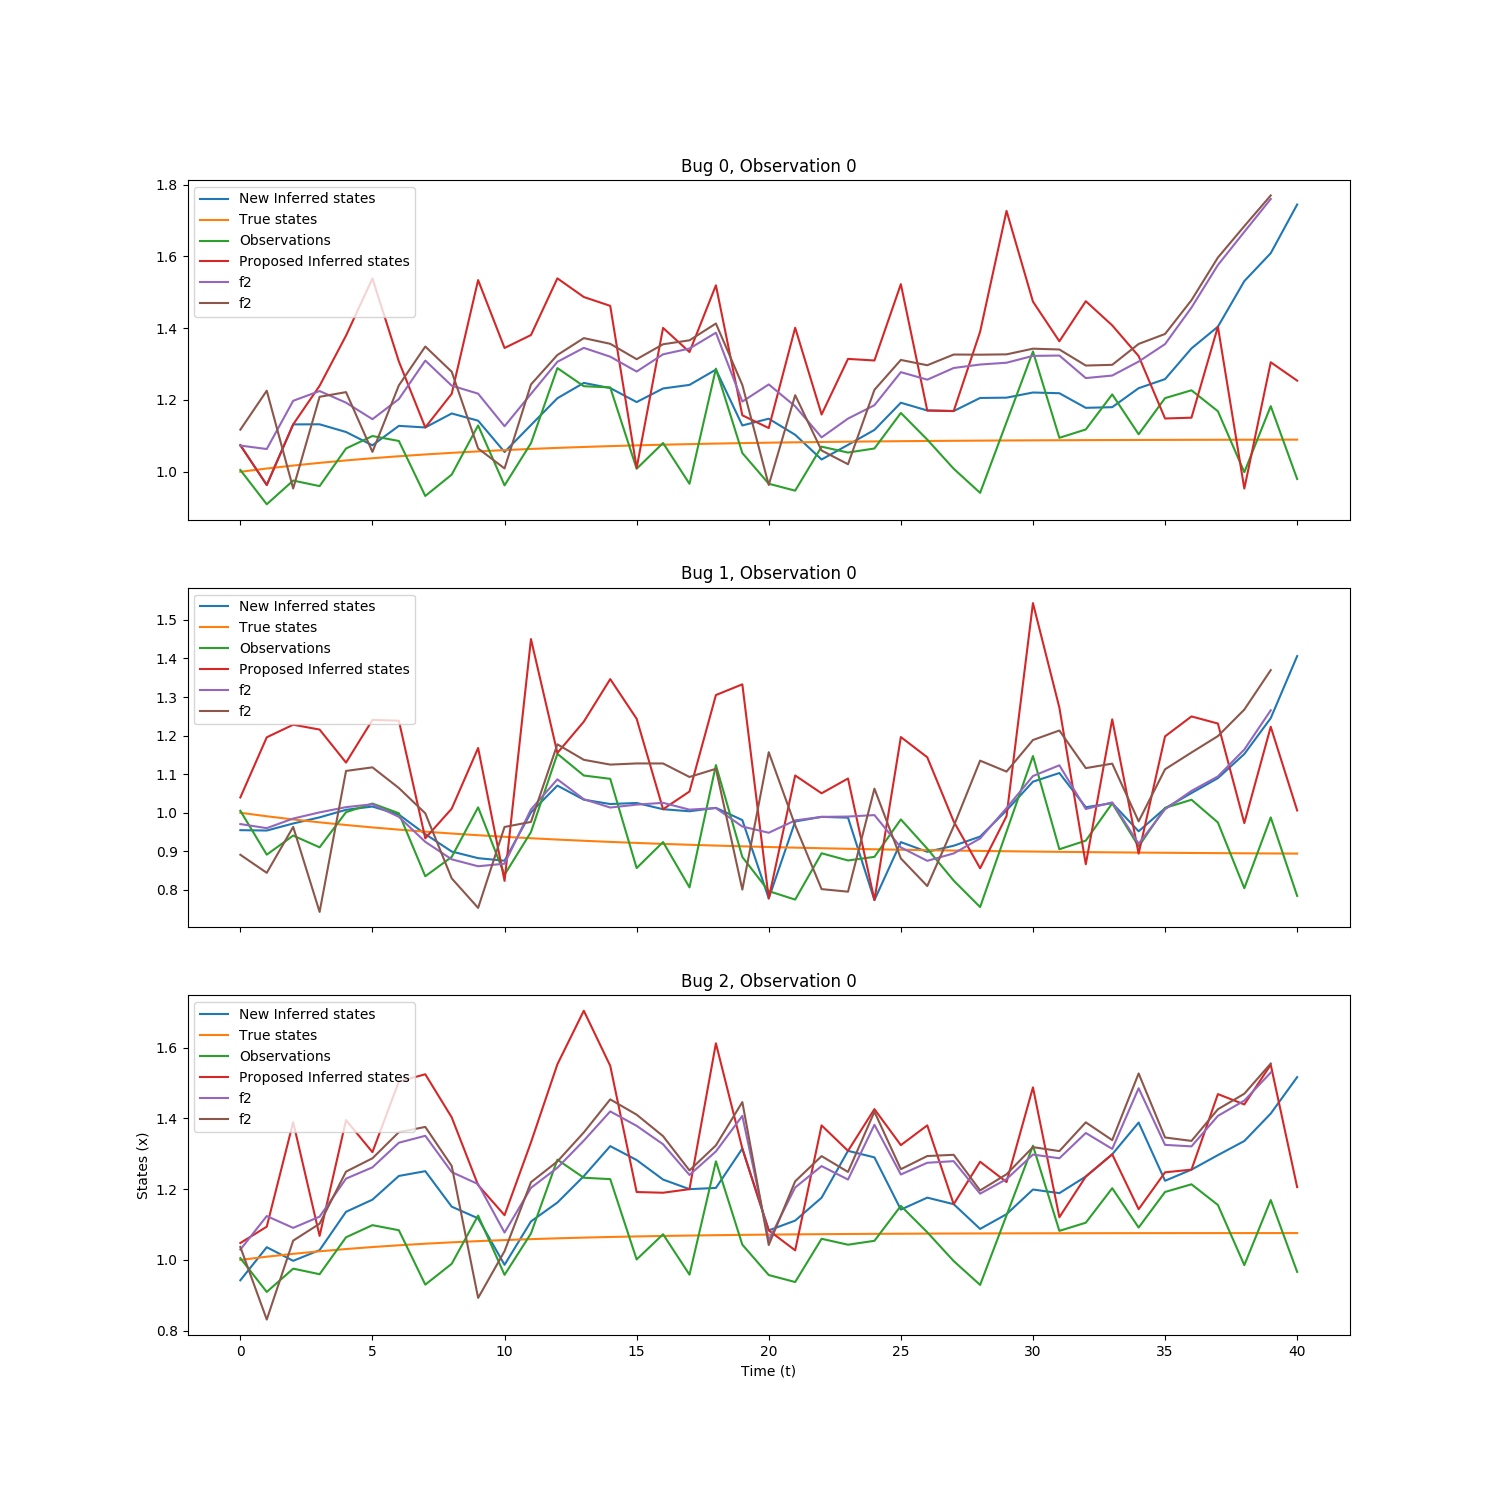 Bug 0, Observation 0
1.8
1.6
1.4
1.2
1.0
New Inferred states
True states
Observations
Proposed Inferred states
f2
f2
Bug 1, Observation 0
1.5
1.4
1.3
1.2
1.1
1.0
0.9
0.8
New Inferred states
True states
Observations
Proposed Inferred states
f2
f2
Bug 2, Observation 0
States (x)
1.6
1.4
1.2
1.0
0.8
New Inferred states
True states
Observations
Proposed Inferred states
f2
f2
0 5 10 15 20 25 30 35 40
Time (t)